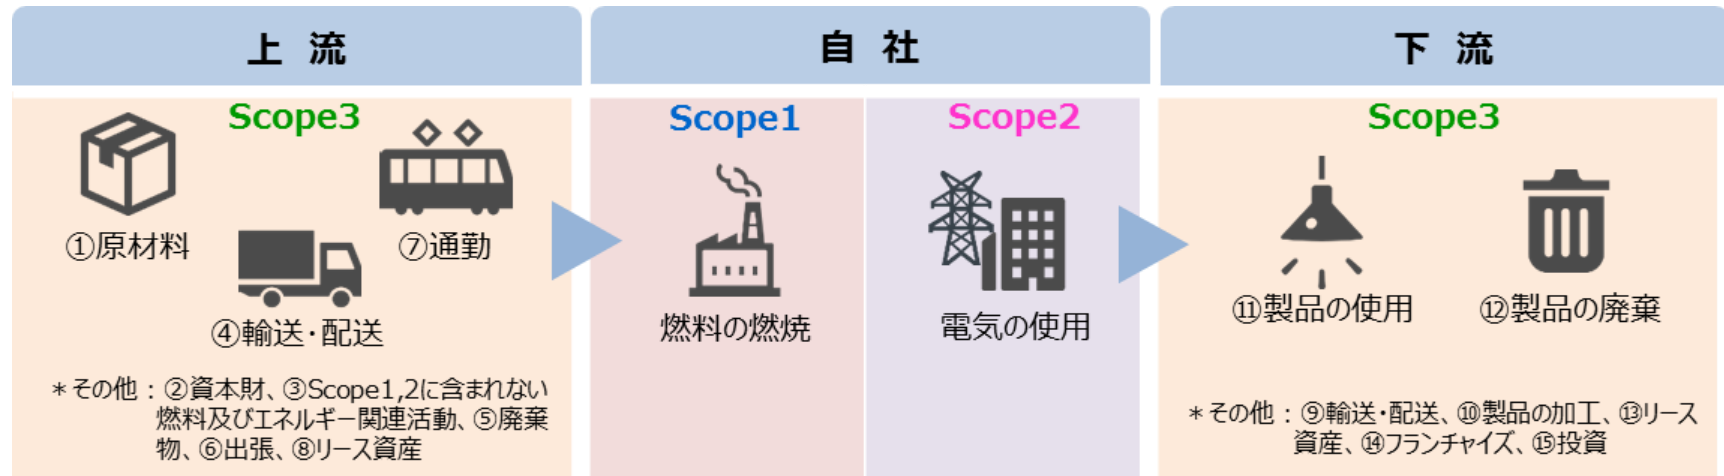 上 流
自 社
下 流
Scope3
Scope1
Scope2
Scope3
①原材料
⑦通勤
④輸送・配送
燃料の燃焼
電気の使用
⑪製品の使用
⑫製品の廃棄
＊その他：②資本財、③Scope1,2に含まれない
燃料及びエネルギー関連活動、⑤廃棄
物、⑥出張、⑧リース資産
＊その他：⑨輸送・配送、⑩製品の加工、⑬リース
資産、⑭フランチャイズ、⑮投資